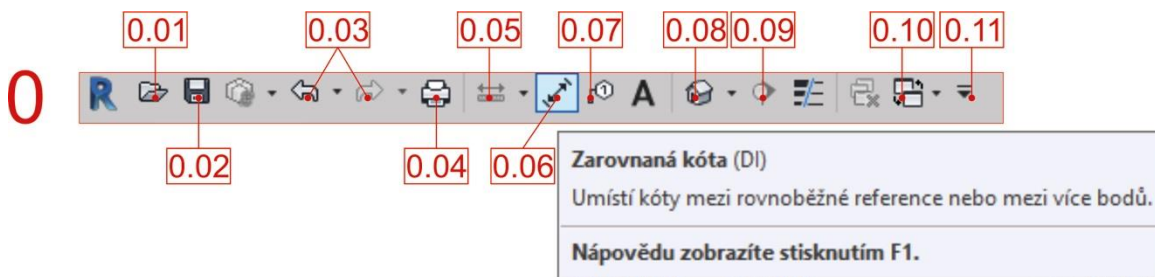 0.01 0.03 0.05 0.07 0.08 0.09 0.10 0.11
0 R 1 A
0.02 0.04 0.06
Zarovnaná kóta (DI)
Umístí kóty mezi rovnoběžné reference nebo mezi více bodů.
Nápovědu zobrazíte stisknutím F1.